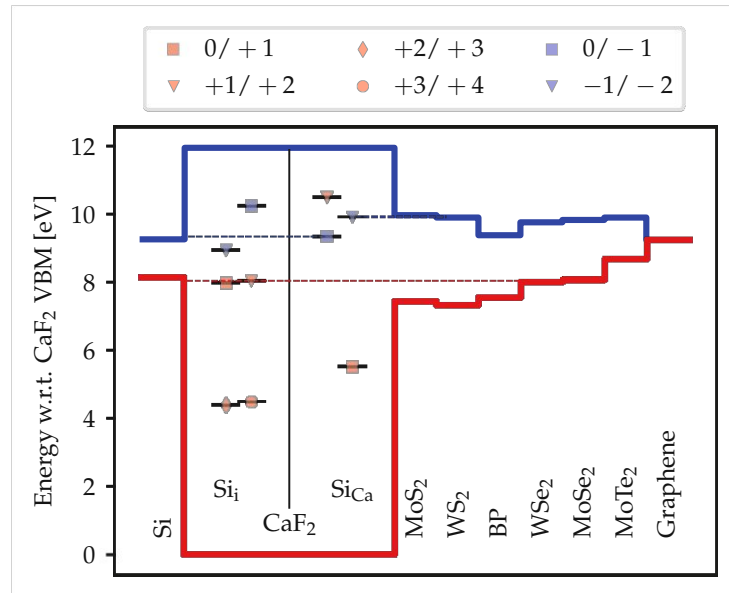 0/ + 1
+2/ + 3
0/ − 1
+1/ + 2
+3/ + 4
−1/ − 2
Energy w.r.t. CaF₂ VBM [eV]
12
10
8
6
4
2
0
Si
Siᵢ
CaF₂
Si_Ca
MoS₂
WS₂
BP
WSe₂
MoSe₂
MoTe₂
Graphene